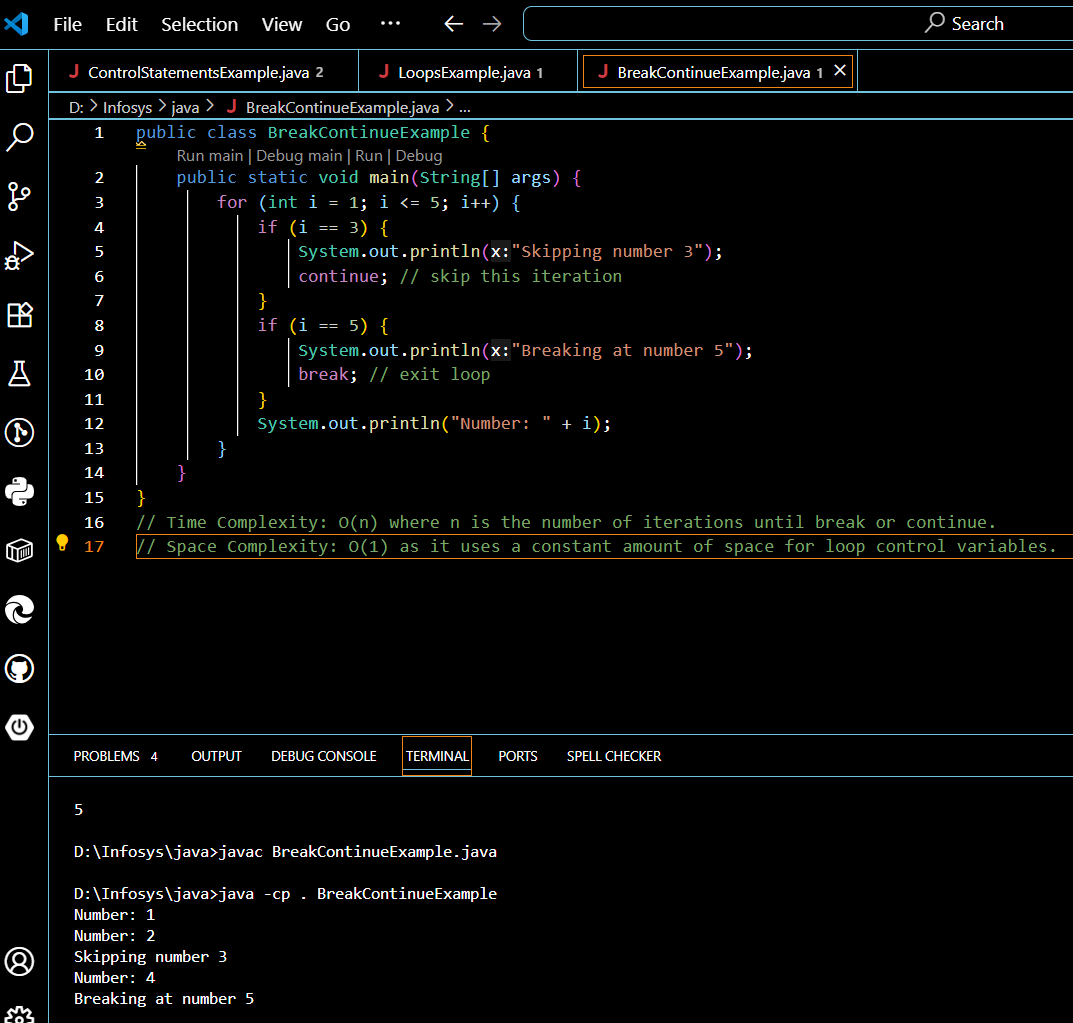 File Edit Selection View Go ··· ← → Search
J ControlStatementsExample.java 2 J LoopsExample.java 1 J BreakContinueExample.java 1 ×
D: > Infosys > java > J BreakContinueExample.java > ...
1 public class BreakContinueExample {
Run main | Debug main | Run | Debug
2 public static void main(String[] args) {
3 for (int i = 1; i <= 5; i++) {
4 if (i == 3) {
5 System.out.println(x:"Skipping number 3");
6 continue; // skip this iteration
7 }
8 if (i == 5) {
9 System.out.println(x:"Breaking at number 5");
10 break; // exit loop
11 }
12 System.out.println("Number: " + i);
13 }
14 }
15 }
16 // Time Complexity: O(n) where n is the number of iterations until break or continue.
17 // Space Complexity: O(1) as it uses a constant amount of space for loop control variables.
PROBLEMS 4 OUTPUT DEBUG CONSOLE TERMINAL PORTS SPELL CHECKER
5
D:\Infosys\java>javac BreakContinueExample.java
D:\Infosys\java>java -cp . BreakContinueExample
Number: 1
Number: 2
Skipping number 3
Number: 4
Breaking at number 5